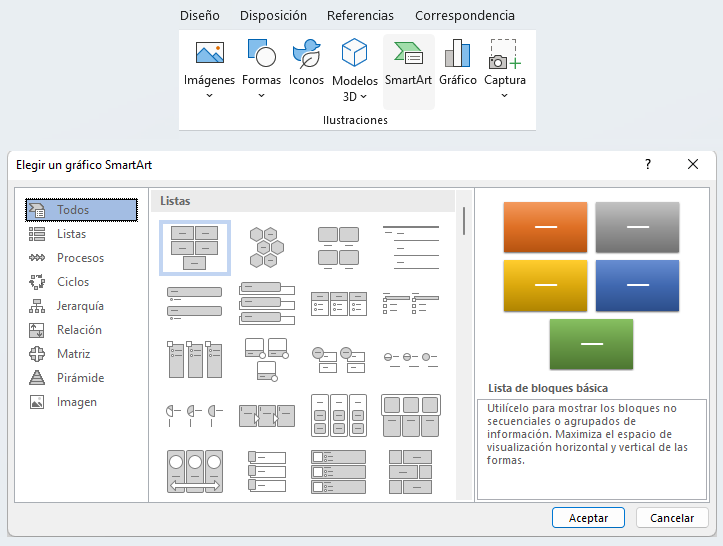 Diseño Disposición Referencias Correspondencia
Imágenes Formas Iconos Modelos 3D SmartArt Gráfico Captura
Ilustraciones
Elegir un gráfico SmartArt ?
Todos
Listas
Procesos
Ciclos
Jerarquía
Relación
Matriz
Pirámide
Imagen
Listas
Lista de bloques básica
Utilícelo para mostrar los bloques no
secuenciales o agrupados de
información. Maximiza el espacio de
visualización horizontal y vertical de las
formas.
Aceptar Cancelar